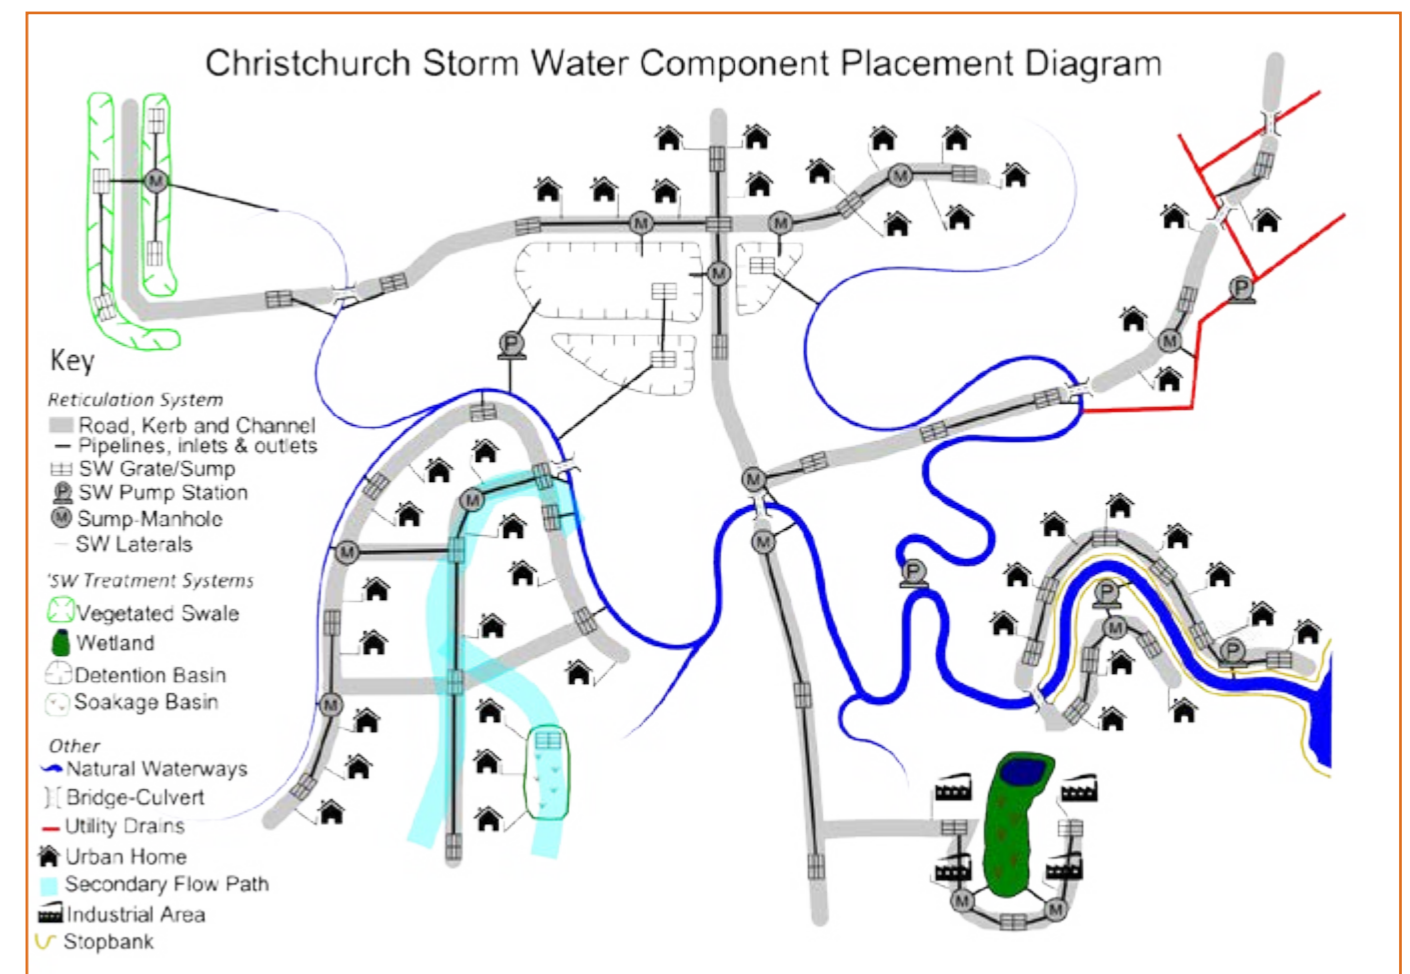 Christchurch Storm Water Component Placement Diagram
M
M
M
M
M
P
P
M
Key
Reticulation System
Road, Kerb and Channel
Pipelines, inlets & outlets
SW Grate/Sump
P SW Pump Station
M Sump-Manhole
SW Laterals
'SW Treatment Systems
Vegetated Swale
Wetland
Detention Basin
Soakage Basin
Other
Natural Waterways
Bridge-Culvert
Utility Drains
Urban Home
Secondary Flow Path
Industrial Area
Stopbank
M
M
M
M
M
P
P
M
P
M
M